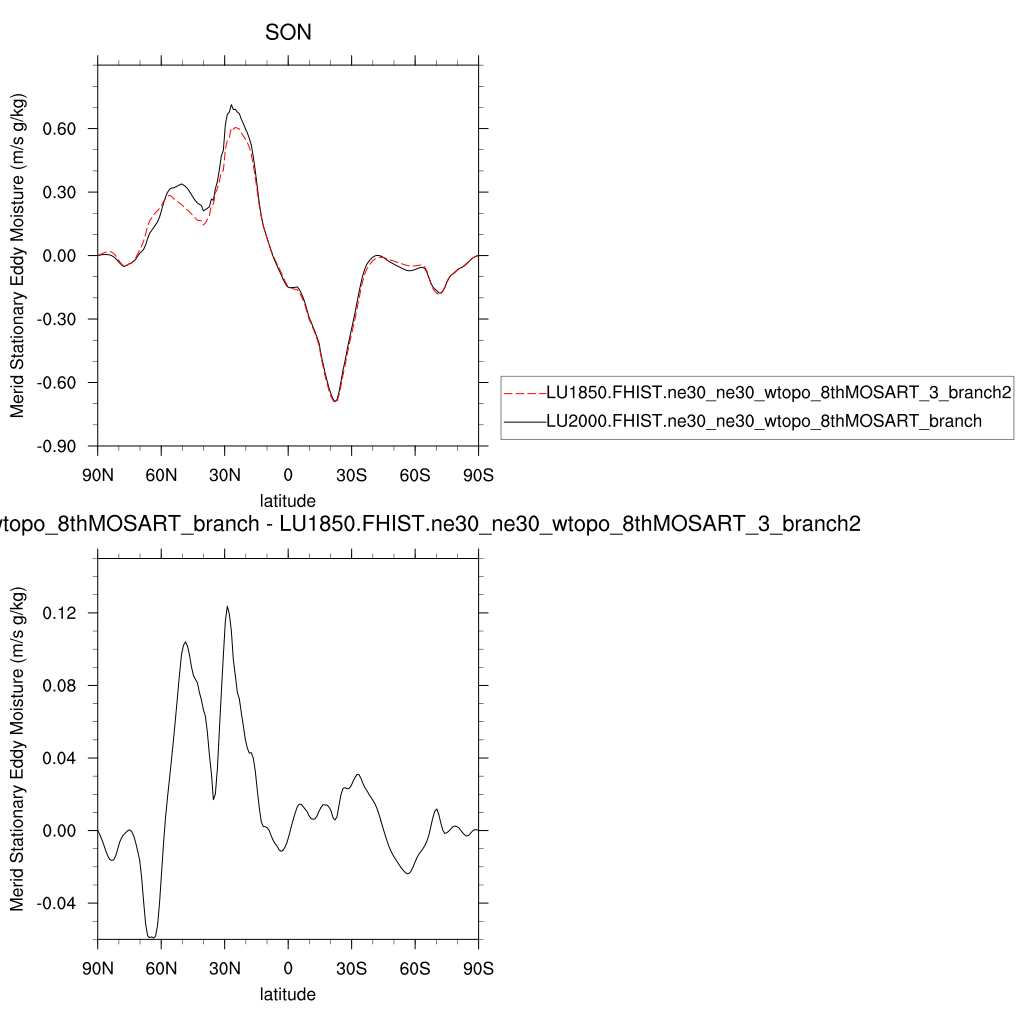 SON
Merid Stationary Eddy Moisture (m/s g/kg)
0.60
0.30
0.00
-0.30
-0.60
-0.90
90N 60N 30N 0 30S 60S 90S
latitude
LU1850.FHIST.ne30_ne30_wtopo_8thMOSART_3_branch2
LU2000.FHIST.ne30_ne30_wtopo_8thMOSART_branch
wtopo_8thMOSART_branch - LU1850.FHIST.ne30_ne30_wtopo_8thMOSART_3_branch2
Merid Stationary Eddy Moisture (m/s g/kg)
0.12
0.08
0.04
0.00
-0.04
90N 60N 30N 0 30S 60S 90S
latitude